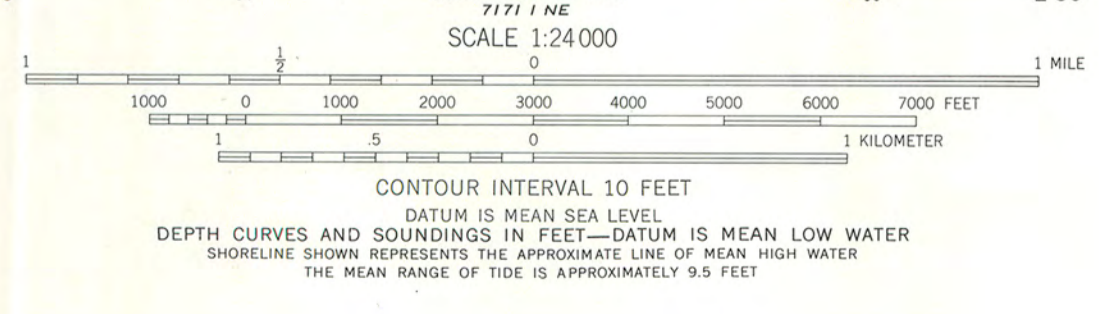 7171 I NE
SCALE 1:24 000
1 ½ 0 1 MILE
1000 0 1000 2000 3000 4000 5000 6000 7000 FEET
1 .5 0 1 KILOMETER
CONTOUR INTERVAL 10 FEET
DATUM IS MEAN SEA LEVEL
DEPTH CURVES AND SOUNDINGS IN FEET—DATUM IS MEAN LOW WATER
SHORELINE SHOWN REPRESENTS THE APPROXIMATE LINE OF MEAN HIGH WATER
THE MEAN RANGE OF TIDE IS APPROXIMATELY 9.5 FEET